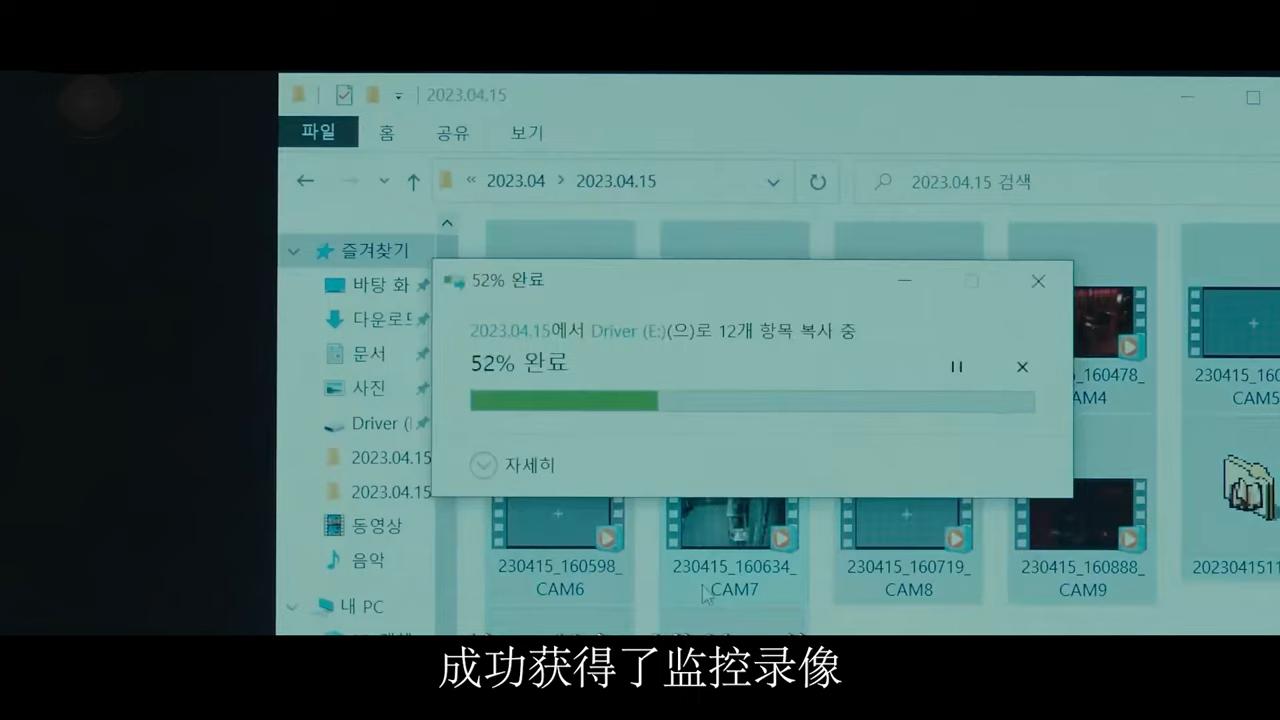 2023.04.15
파일 홈 공유 보기
« 2023.04 > 2023.04.15
2023.04.15 검색
즐겨찾기
바탕 화
다운로드
문서
사진
Driver (
2023.04.15
2023.04.15
동영상
음악
내 PC
52% 완료
2023.04.15에서 Driver (E:)(으)로 12개 항목 복사 중
52% 완료
자세히
_160478_
AM4
230415_160
CAM5
230415_160598_
CAM6
230415_160634_
CAM7
230415_160719_
CAM8
230415_160888_
CAM9
2023041511
成功获得了监控录像